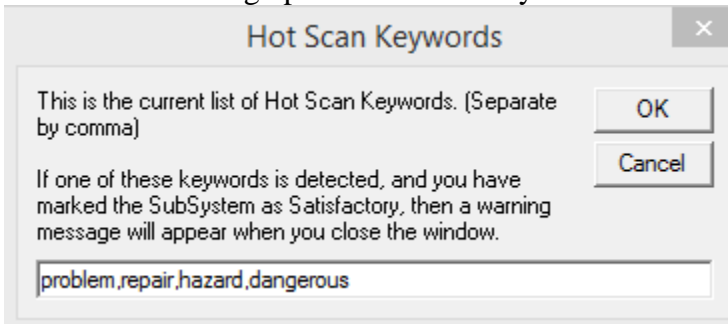 Hot Scan Keywords
This is the current list of Hot Scan Keywords. (Separate
by comma)
OK
Cancel
If one of these keywords is detected, and you have
marked the SubSystem as Satisfactory, then a warning
message will appear when you close the window.
problem,repair,hazard,dangerous